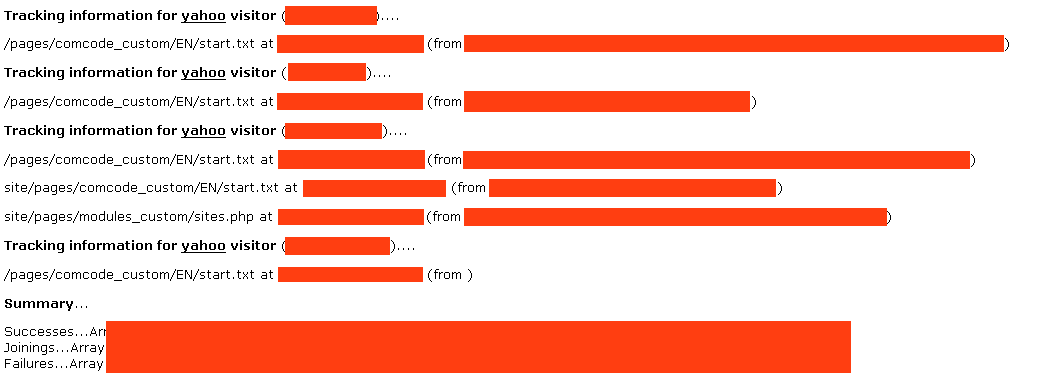 Tracking information for yahoo visitor ( )....
/pages/comcode_custom/EN/start.txt at (from )
Tracking information for yahoo visitor ( )....
/pages/comcode_custom/EN/start.txt at (from )
Tracking information for yahoo visitor ( )....
/pages/comcode_custom/EN/start.txt at (from )
site/pages/comcode_custom/EN/start.txt at (from )
site/pages/modules_custom/sites.php at (from )
Tracking information for yahoo visitor ( )....
/pages/comcode_custom/EN/start.txt at (from )
Summary...
Successes...Arr
Joinings...Array
Failures...Array